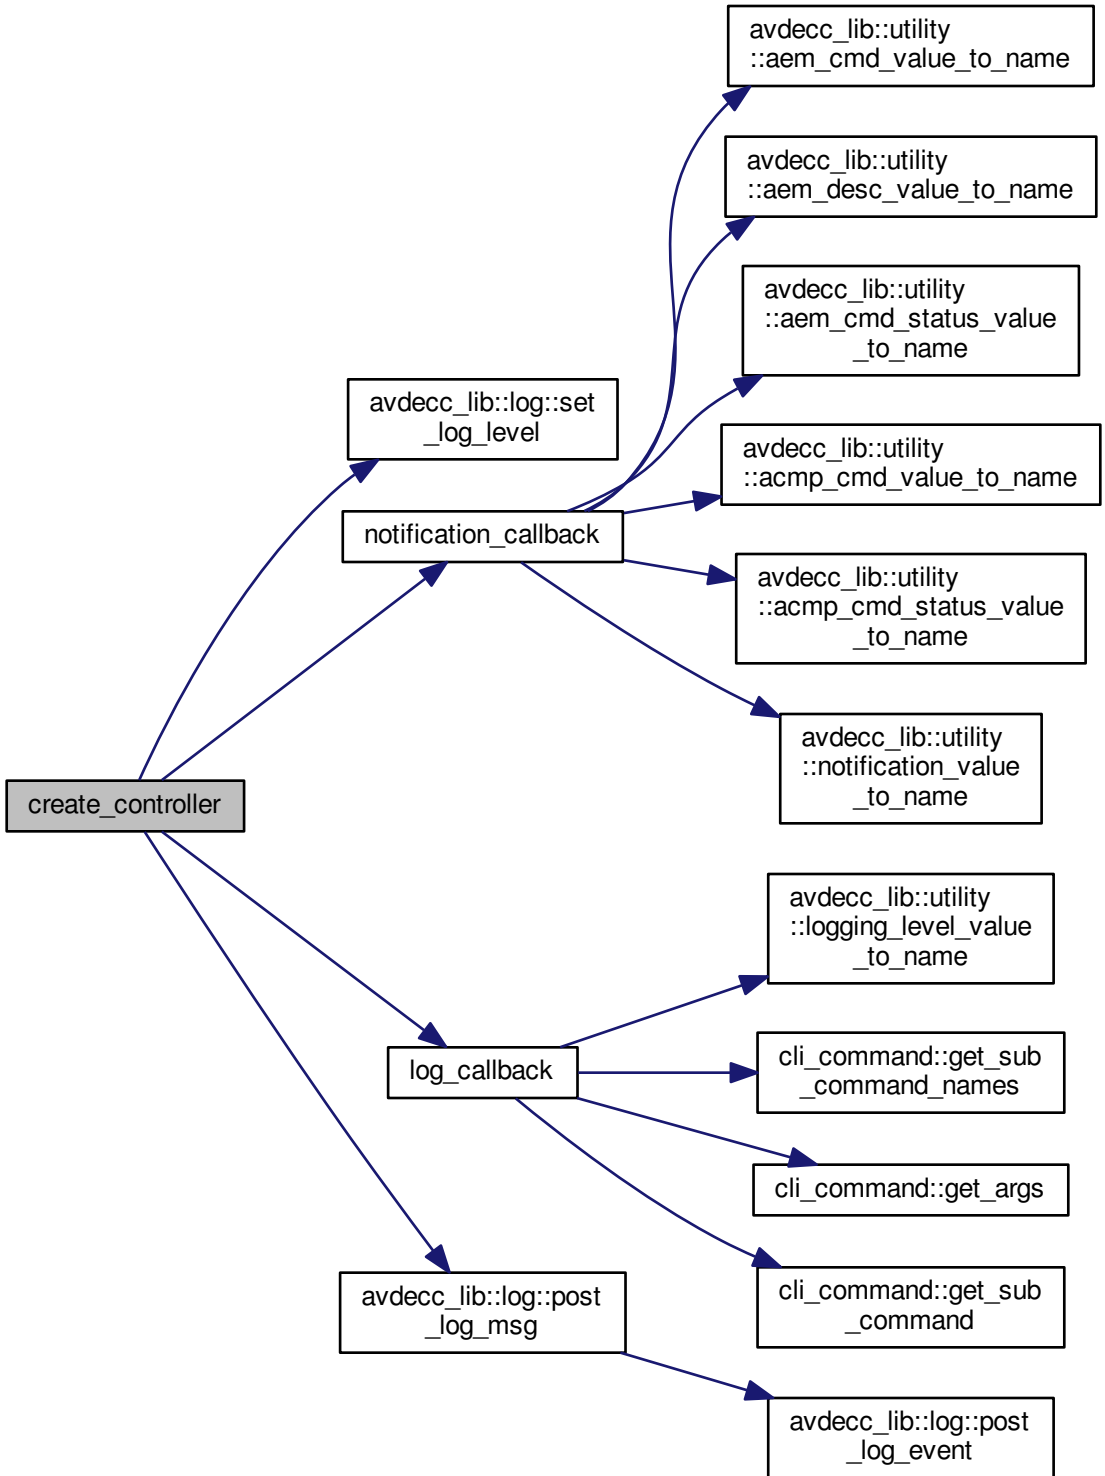 avdecc_lib::utility
::aem_cmd_value_to_name
avdecc_lib::utility
::aem_desc_value_to_name
avdecc_lib::utility
::aem_cmd_status_value
_to_name
avdecc_lib::log::set
_log_level
avdecc_lib::utility
::acmp_cmd_value_to_name
notification_callback
avdecc_lib::utility
::acmp_cmd_status_value
_to_name
avdecc_lib::utility
::notification_value
_to_name
create_controller
avdecc_lib::utility
::logging_level_value
_to_name
log_callback
cli_command::get_sub
_command_names
cli_command::get_args
avdecc_lib::log::post
_log_msg
cli_command::get_sub
_command
avdecc_lib::log::post
_log_event